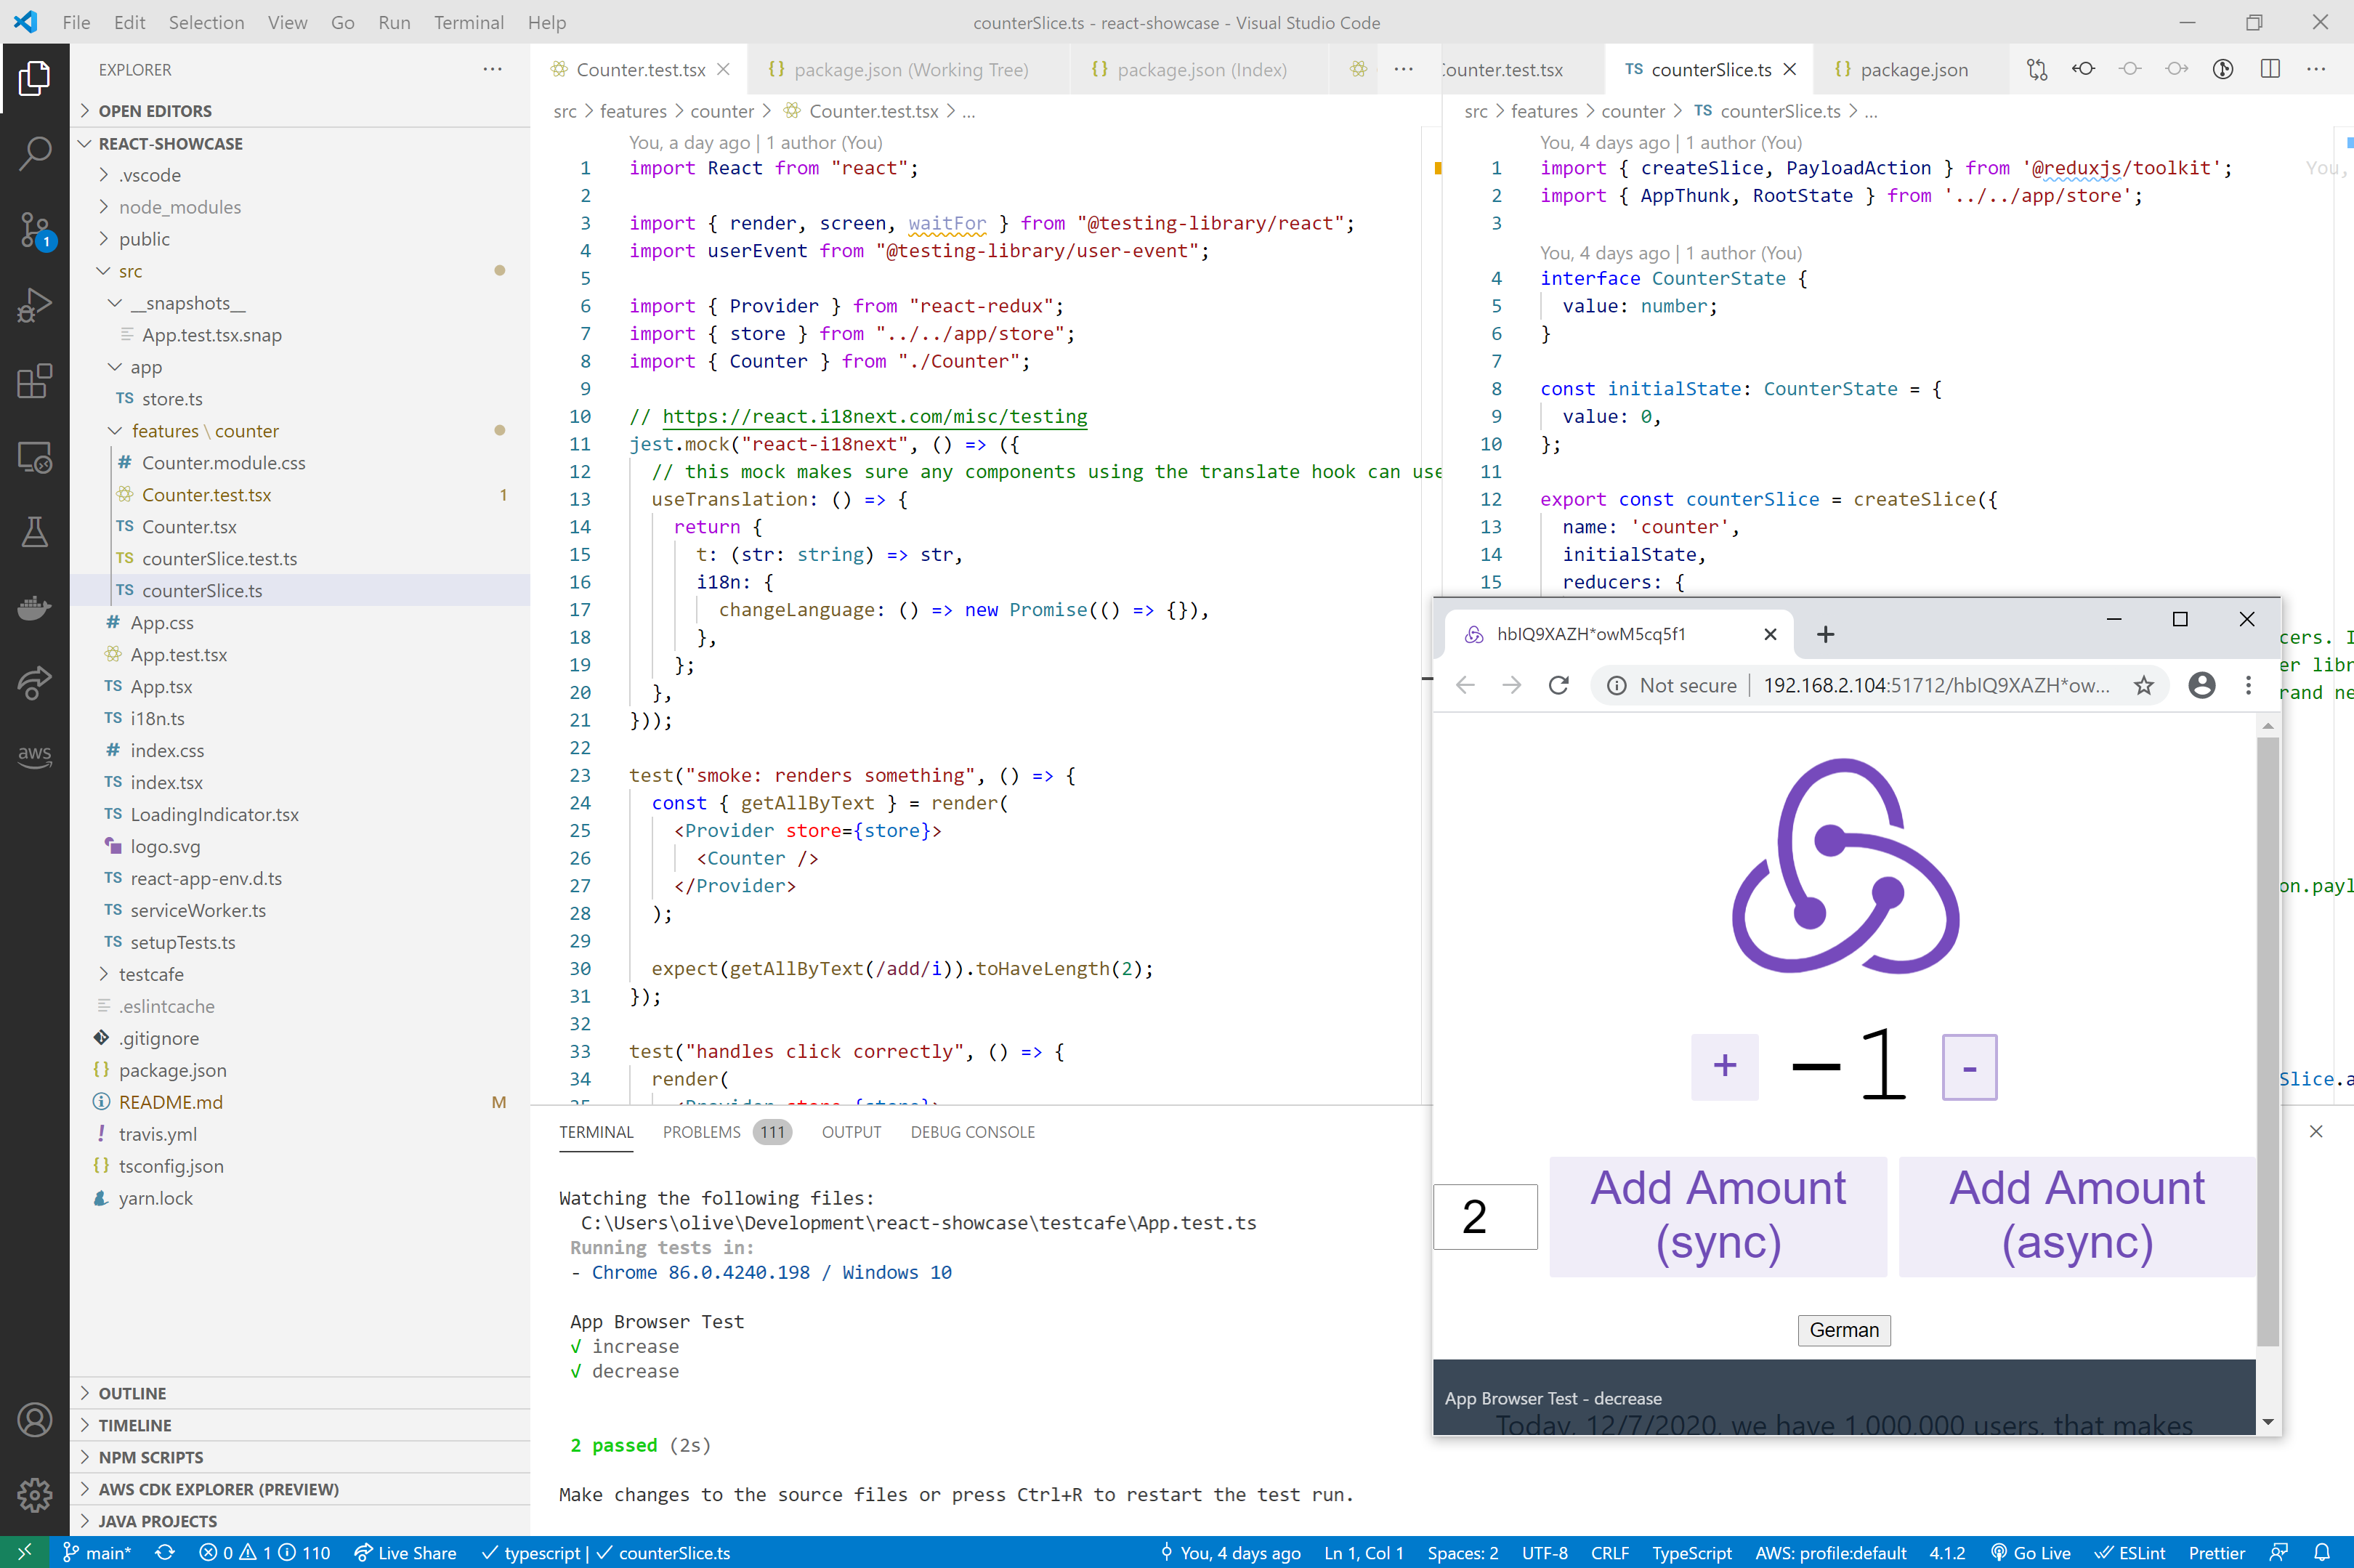 File Edit Selection View Go Run Terminal Help
counterSlice.ts - react-showcase - Visual Studio Code
EXPLORER
OPEN EDITORS
REACT-SHOWCASE
.vscode
node_modules
public
src
__snapshots__
App.test.tsx.snap
app
TS store.ts
features \ counter
# Counter.module.css
Counter.test.tsx 1
TS Counter.tsx
TS counterSlice.test.ts
TS counterSlice.ts
# App.css
App.test.tsx
TS App.tsx
TS i18n.ts
# index.css
TS index.tsx
TS LoadingIndicator.tsx
logo.svg
TS react-app-env.d.ts
TS serviceWorker.ts
TS setupTests.ts
testcafe
.eslintcache
.gitignore
{} package.json
README.md M
! travis.yml
{} tsconfig.json
yarn.lock
OUTLINE
TIMELINE
NPM SCRIPTS
AWS CDK EXPLORER (PREVIEW)
JAVA PROJECTS
1
aws
Counter.test.tsx
{} package.json (Working Tree)
{} package.json (Index)
src > features > counter > Counter.test.tsx > ...
You, a day ago | 1 author (You)
1 import React from "react";
2
3 import { render, screen, waitFor } from "@testing-library/react";
4 import userEvent from "@testing-library/user-event";
5
6 import { Provider } from "react-redux";
7 import { store } from "../../app/store";
8 import { Counter } from "./Counter";
9
10 // https://react.i18next.com/misc/testing
11 jest.mock("react-i18next", () => ({
12 // this mock makes sure any components using the translate hook can use
13 useTranslation: () => {
14 return {
15 t: (str: string) => str,
16 i18n: {
17 changeLanguage: () => new Promise(() => {}),
18 },
19 };
20 },
21 }));
22
23 test("smoke: renders something", () => {
24 const { getAllByText } = render(
25 <Provider store={store}>
26 <Counter />
27 </Provider>
28 );
29
30 expect(getAllByText(/add/i)).toHaveLength(2);
31 });
32
33 test("handles click correctly", () => {
34 render(
35 <Provider store={store}>
ounter.test.tsx
TS counterSlice.ts
{} package.json
src > features > counter > TS counterSlice.ts > ...
You, 4 days ago | 1 author (You)
1 import { createSlice, PayloadAction } from '@reduxjs/toolkit'; You,
2 import { AppThunk, RootState } from '../../app/store';
3
You, 4 days ago | 1 author (You)
4 interface CounterState {
5 value: number;
6 }
7
8 const initialState: CounterState = {
9 value: 0,
10 };
11
12 export const counterSlice = createSlice({
13 name: 'counter',
14 initialState,
15 reducers: {
cers. I
er libr
rand ne
on.payl
Slice.a
hbIQ9XAZH*owM5cq5f1
Not secure | 192.168.2.104:51712/hbIQ9XAZH*ow...
+ −1 -
2
Add Amount
(sync)
Add Amount
(async)
German
App Browser Test - decrease
Today, 12/7/2020, we have 1,000,000 users, that makes
TERMINAL PROBLEMS 111 OUTPUT DEBUG CONSOLE
Watching the following files:
C:\Users\olive\Development\react-showcase\testcafe\App.test.ts
Running tests in:
- Chrome 86.0.4240.198 / Windows 10
App Browser Test
√ increase
√ decrease
2 passed (2s)
Make changes to the source files or press Ctrl+R to restart the test run.
main* 0 1 110 Live Share typescript | counterSlice.ts You, 4 days ago Ln 1, Col 1 Spaces: 2 UTF-8 CRLF TypeScript AWS: profile:default 4.1.2 Go Live ESLint Prettier